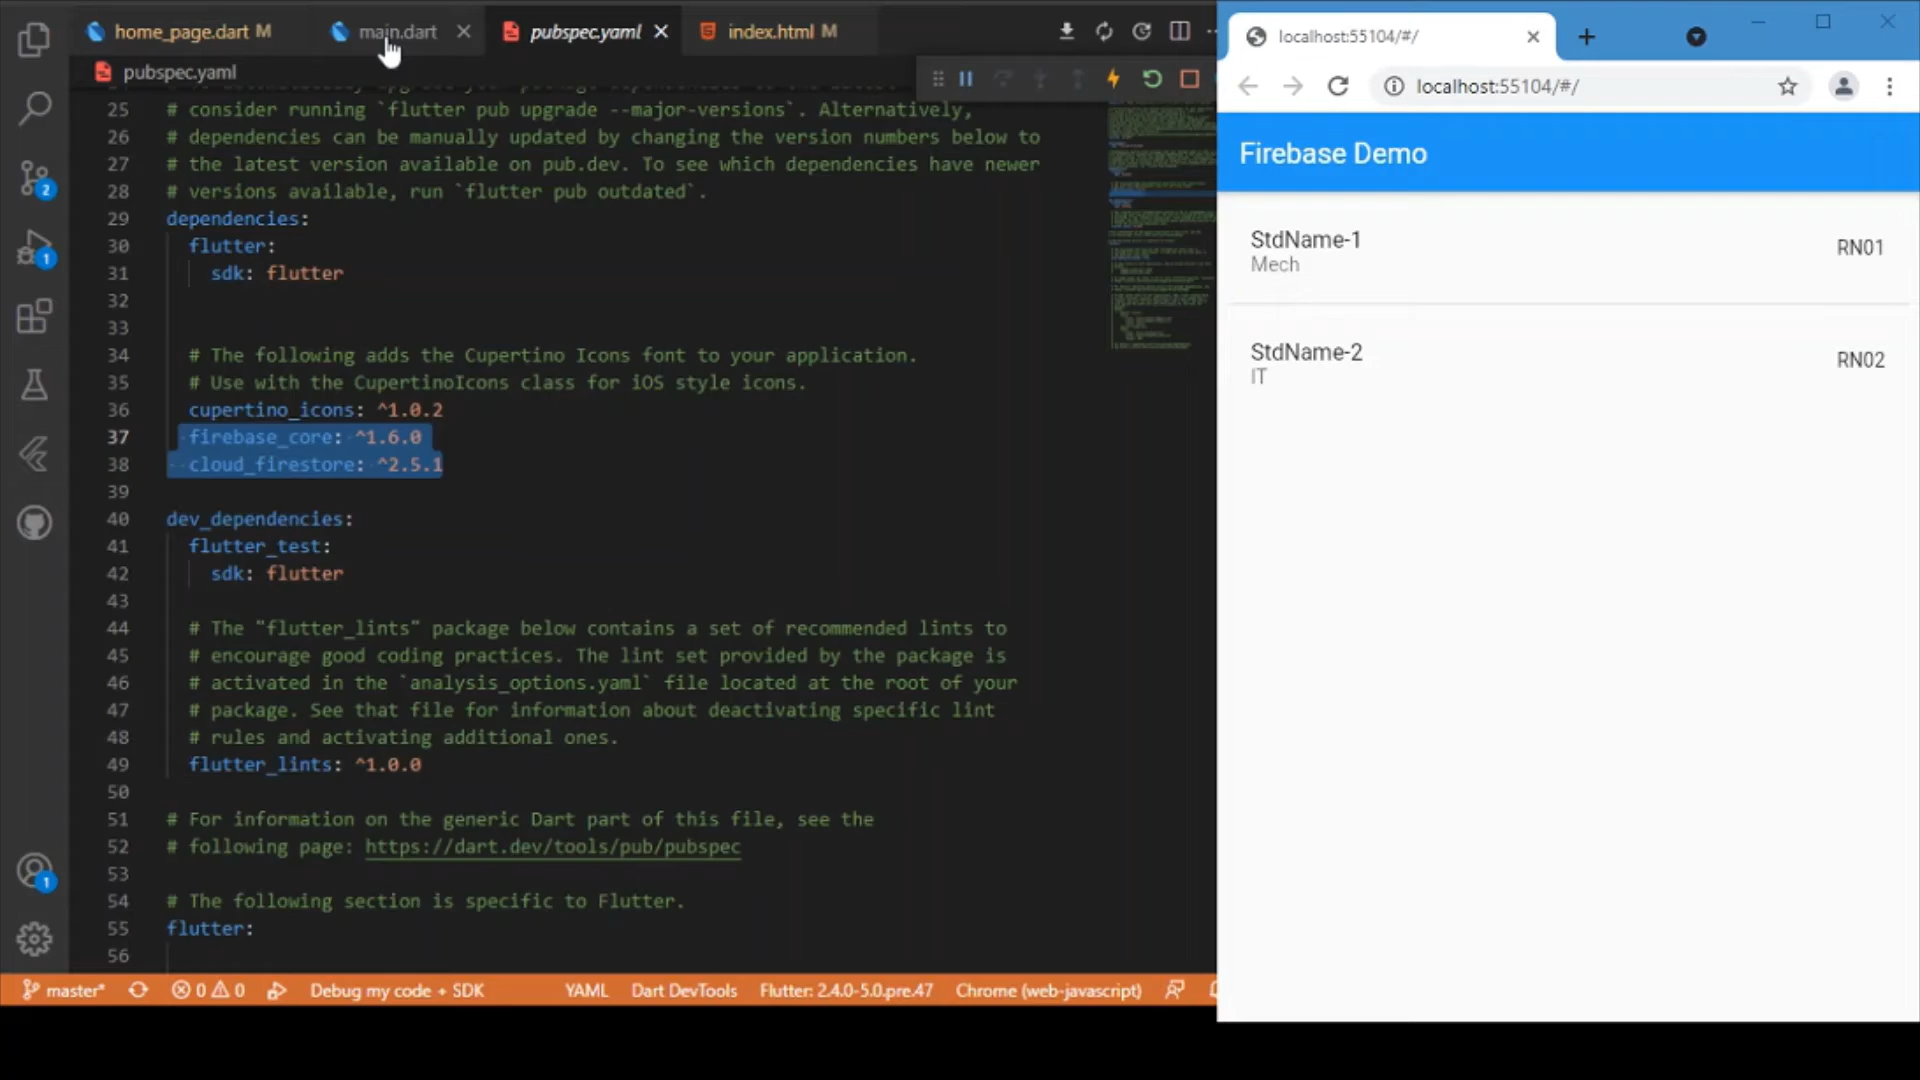 home_page.dart M
main.dart
pubspec.yaml
index.html M
pubspec.yaml
25 # consider running `flutter pub upgrade --major-versions`. Alternatively,
26 # dependencies can be manually updated by changing the version numbers below to
27 # the latest version available on pub.dev. To see which dependencies have newer
28 # versions available, run `flutter pub outdated`.
29 dependencies:
30 flutter:
31 sdk: flutter
32
33
34 # The following adds the Cupertino Icons font to your application.
35 # Use with the CupertinoIcons class for iOS style icons.
36 cupertino_icons: ^1.0.2
37 firebase_core: ^1.6.0
38 cloud_firestore: ^2.5.1
39
40 dev_dependencies:
41 flutter_test:
42 sdk: flutter
43
44 # The "flutter_lints" package below contains a set of recommended lints to
45 # encourage good coding practices. The lint set provided by the package is
46 # activated in the `analysis_options.yaml` file located at the root of your
47 # package. See that file for information about deactivating specific lint
48 # rules and activating additional ones.
49 flutter_lints: ^1.0.0
50
51 # For information on the generic Dart part of this file, see the
52 # following page: https://dart.dev/tools/pub/pubspec
53
54 # The following section is specific to Flutter.
55 flutter:
56
2
1
1
master*
0 0
Debug my code + SDK
YAML
Dart DevTools
Flutter: 2.4.0-5.0.pre.47
Chrome (web-javascript)
localhost:55104/#/
localhost:55104/#/
Firebase Demo
StdName-1
Mech
RN01
StdName-2
IT
RN02